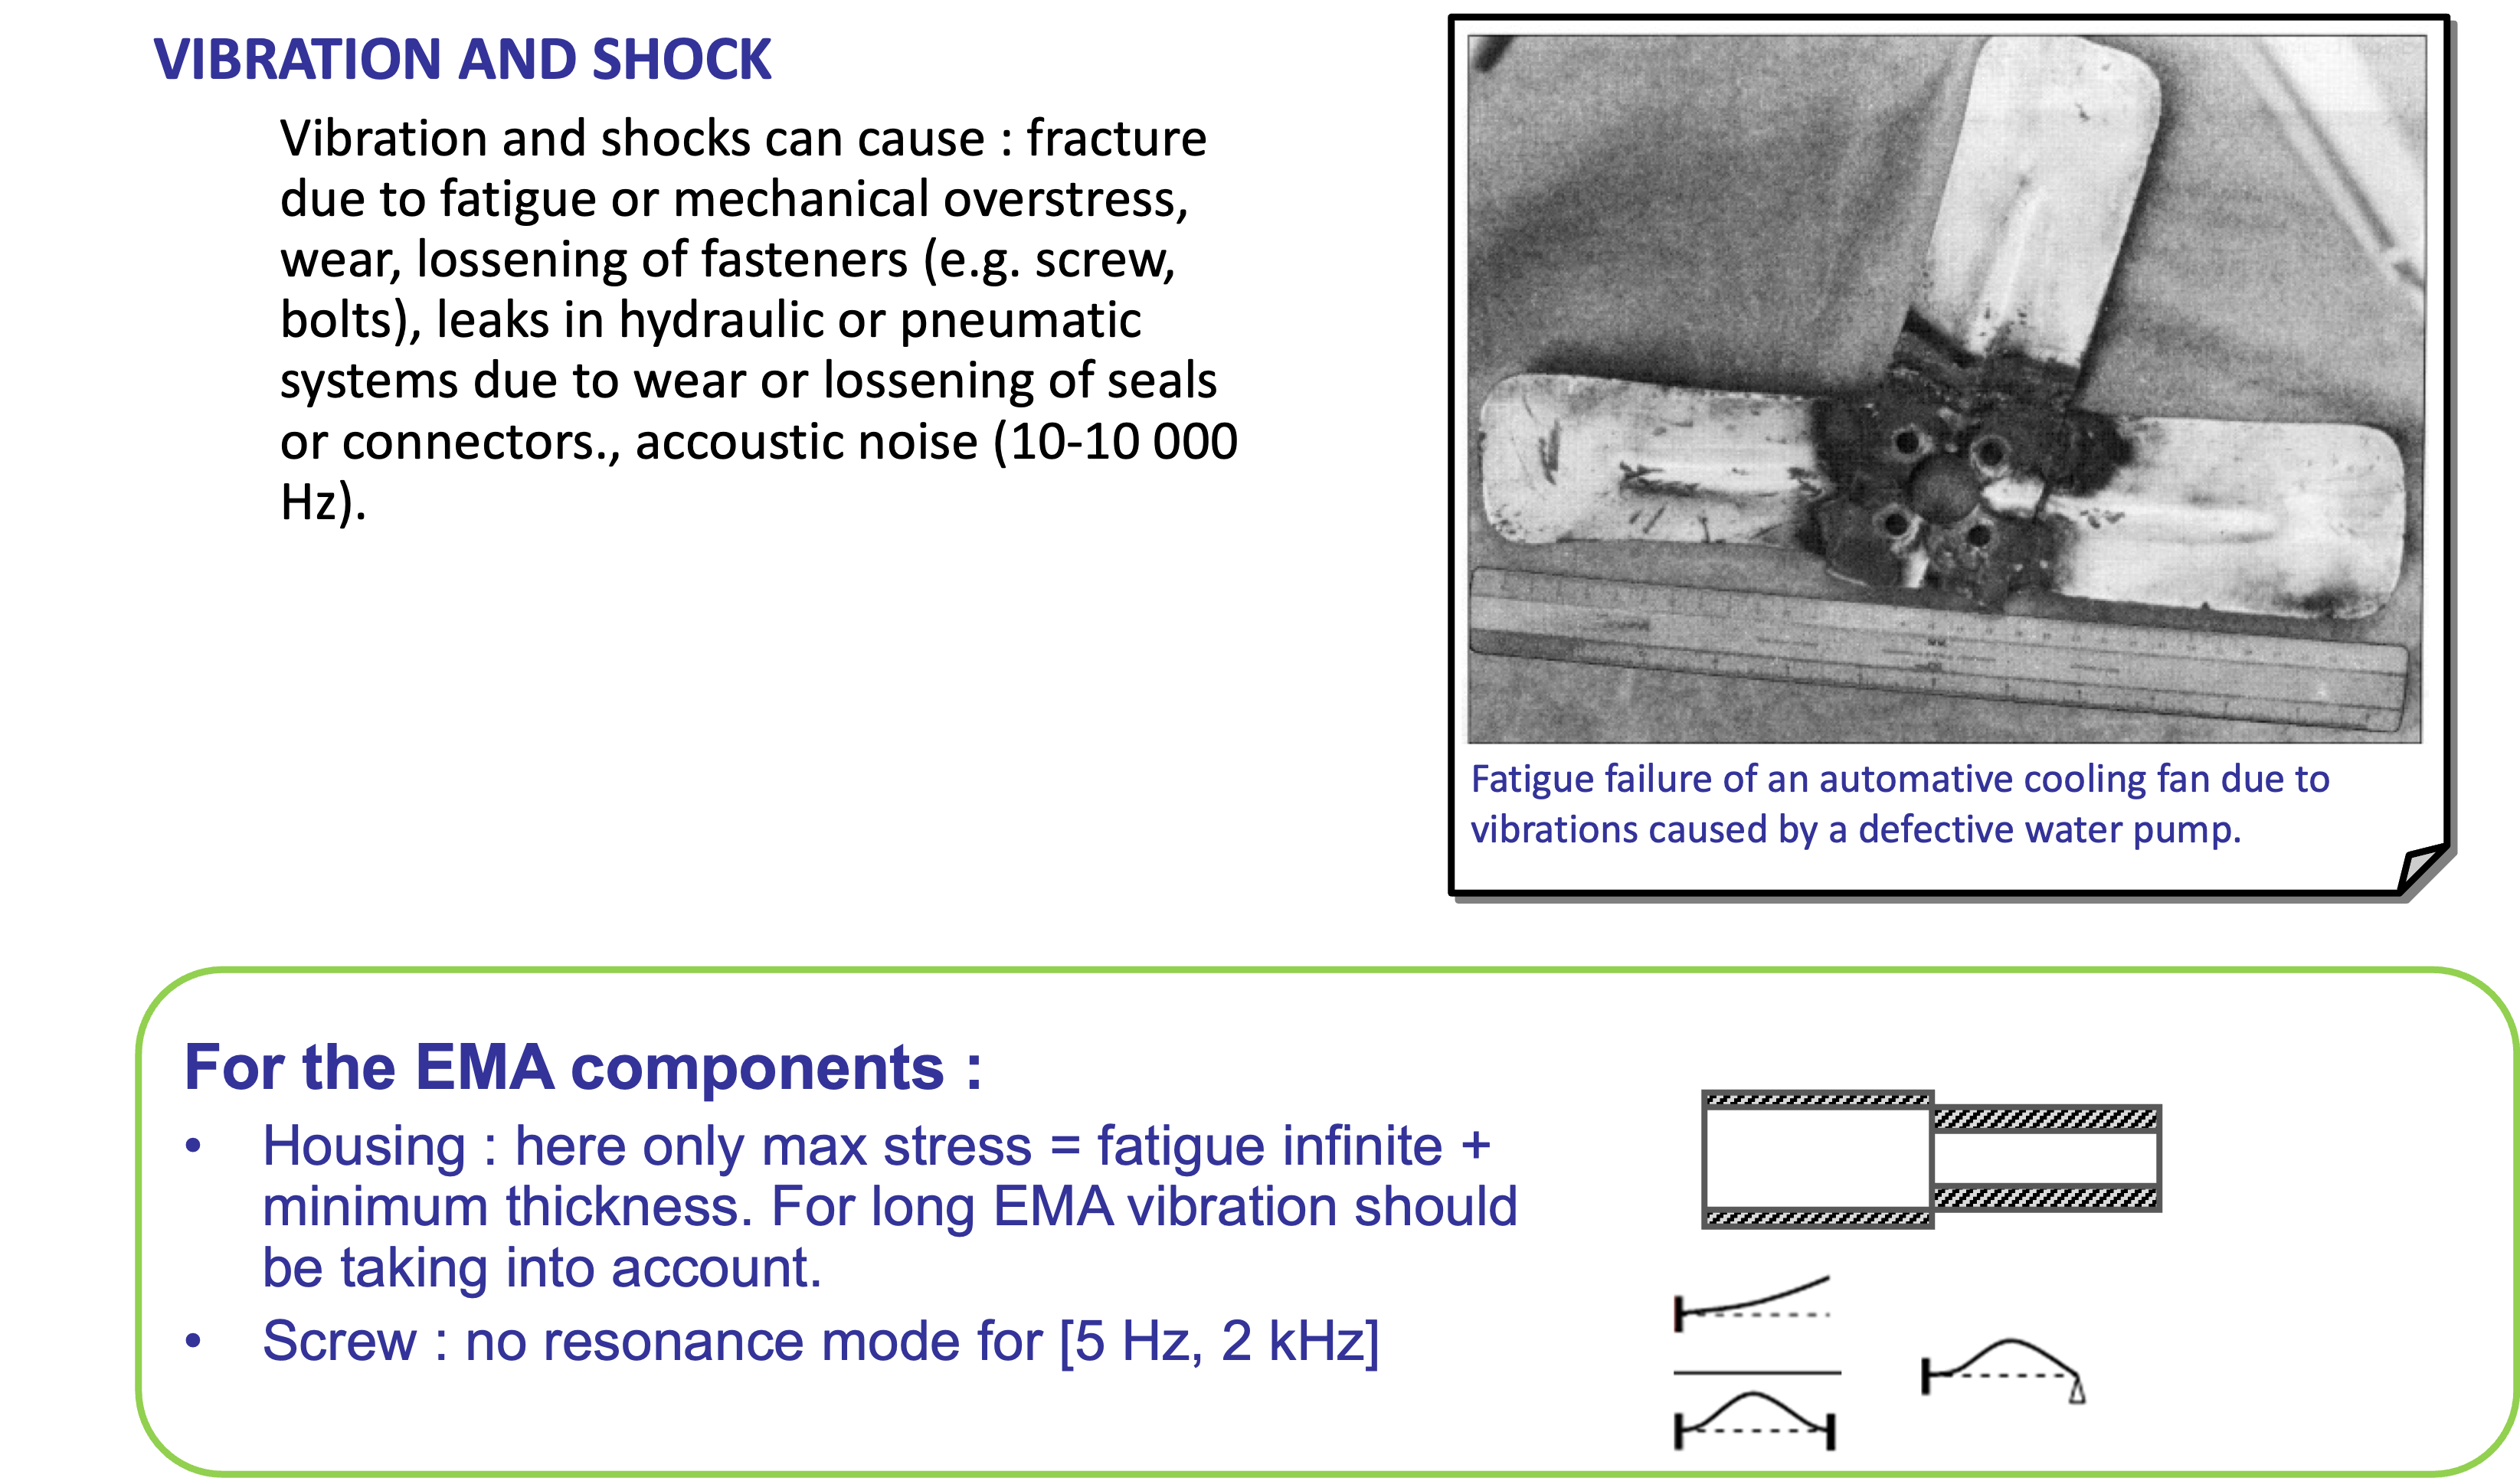 VIBRATION AND SHOCK
Vibration and shocks can cause : fracture
due to fatigue or mechanical overstress,
wear, lossening of fasteners (e.g. screw,
bolts), leaks in hydraulic or pneumatic
systems due to wear or lossening of seals
or connectors., accoustic noise (10-10 000
Hz).
Fatigue failure of an automative cooling fan due to
vibrations caused by a defective water pump.
For the EMA components :
• Housing : here only max stress = fatigue infinite +
minimum thickness. For long EMA vibration should
be taking into account.
• Screw : no resonance mode for [5 Hz, 2 kHz]